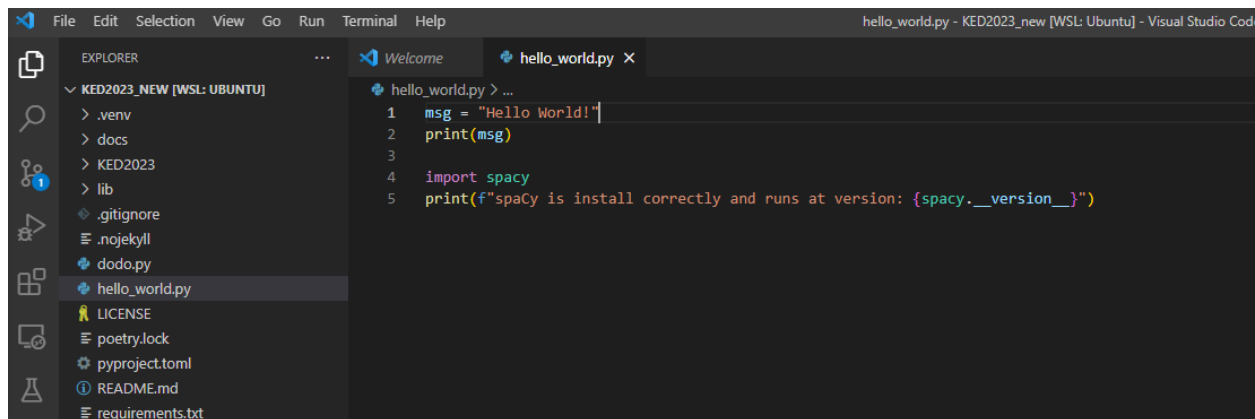 File Edit Selection View Go Run Terminal Help hello_world.py - KED2023_new [WSL: Ubuntu] - Visual Studio Code
EXPLORER ...
KED2023_NEW [WSL: UBUNTU]
.venv
docs
KED2023
lib
.gitignore
.nojekyll
dodo.py
hello_world.py
LICENSE
poetry.lock
pyproject.toml
README.md
requirements.txt
1
Welcome hello_world.py
hello_world.py > ...
1 msg = "Hello World!"
2 print(msg)
3
4 import spacy
5 print(f"spaCy is install correctly and runs at version: {spacy.__version__}")